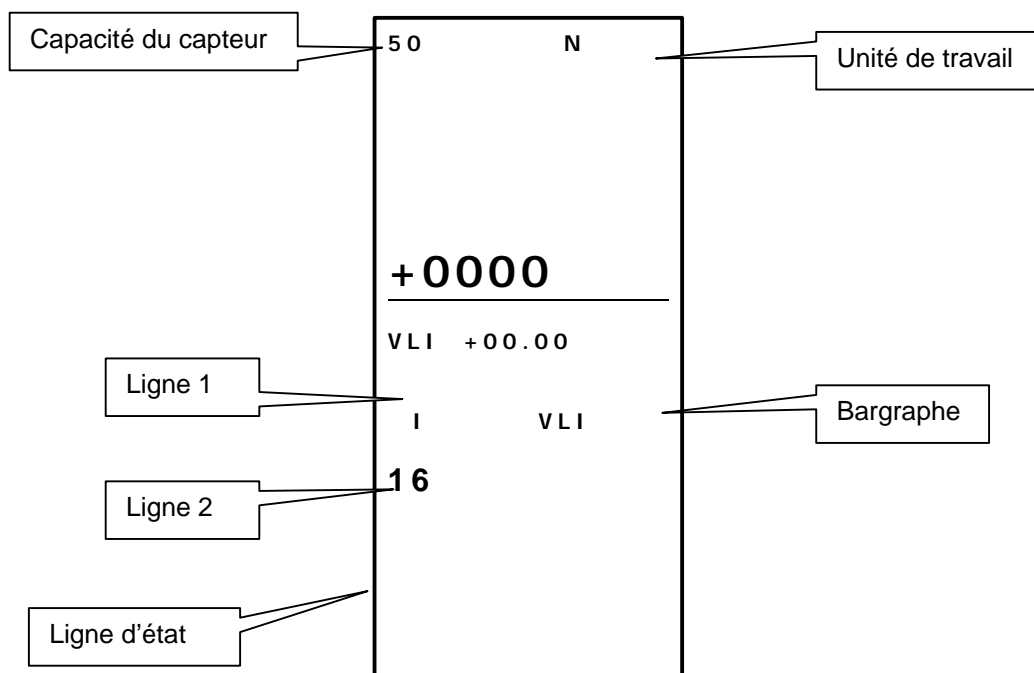 Capacité du capteur
50 N
Unité de travail
+0000
VLI +00.00
Ligne 1
I VLI
Bargraphe
16
Ligne 2
Ligne d’état